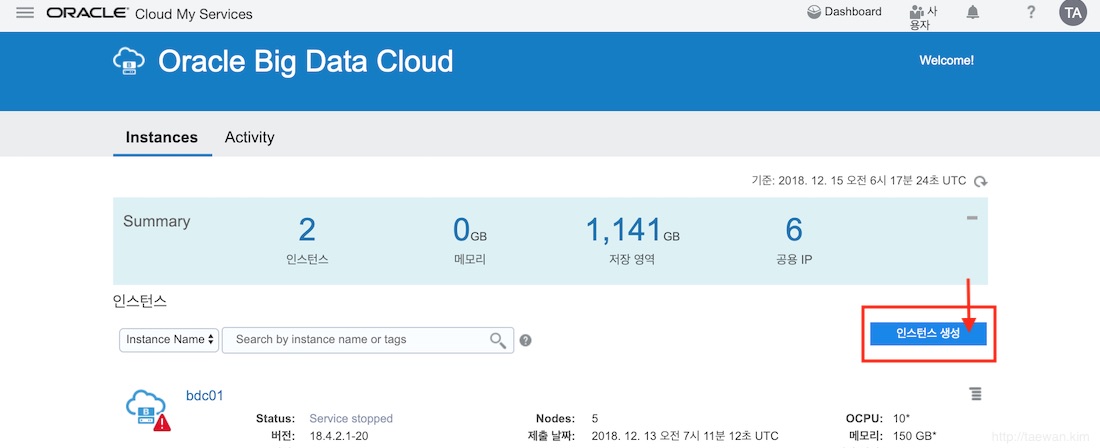 ORACLE® Cloud My Services
Dashboard
사용자
?
TA
Oracle Big Data Cloud
Welcome!
Instances
Activity
기준: 2018. 12. 15 오전 6시 17분 24초 UTC
Summary
2
인스턴스
0GB
메모리
1,141GB
저장 영역
6
공용 IP
인스턴스
Instance Name
Search by instance name or tags
?
인스턴스 생성
bdc01
Status: Service stopped
Nodes: 5
OCPU: 10*
버전: 18.4.2.1-20
제출 날짜: 2018. 12. 13 오전 7시 11분 12초 UTC
메모리: 150 GB*
http://taewan.kim